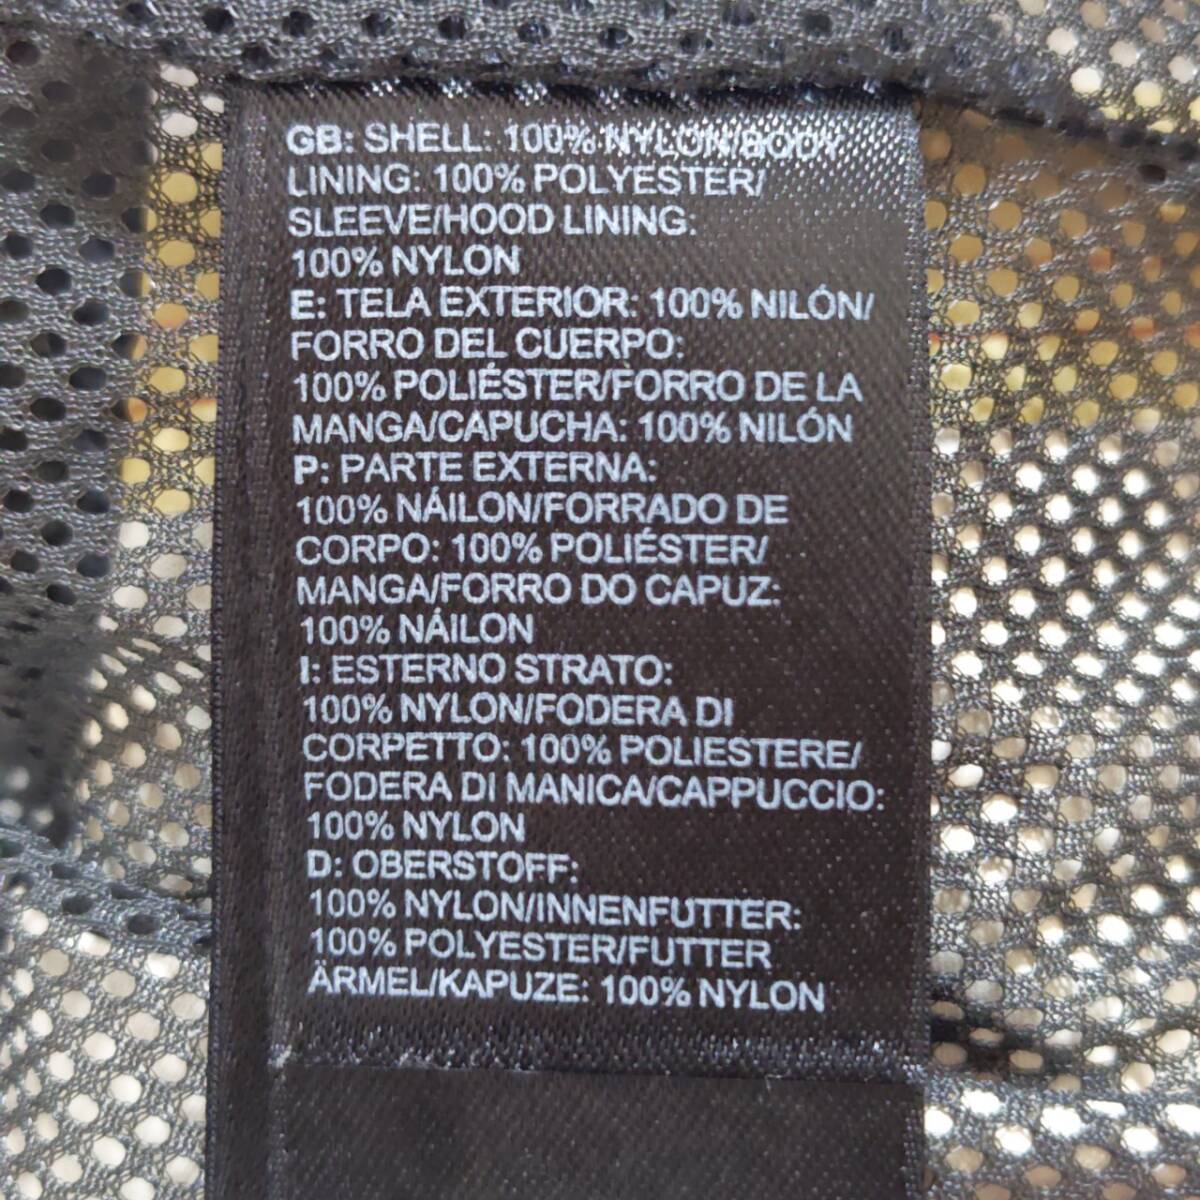 GB: SHELL: 100% NYLON/BODY
LINING: 100% POLYESTER/
SLEEVE/HOOD LINING:
100% NYLON
E: TELA EXTERIOR: 100% NILÓN/
FORRO DEL CUERPO:
100% POLIÉSTER/FORRO DE LA
MANGA/CAPUCHA: 100% NILÓN
P: PARTE EXTERNA:
100% NÁILON/FORRADO DE
CORPO: 100% POLIÉSTER/
MANGA/FORRO DO CAPUZ:
100% NÁILON
I: ESTERNO STRATO:
100% NYLON/FODERA DI
CORPETTO: 100% POLIESTERE/
FODERA DI MANICA/CAPPUCCIO:
100% NYLON
D: OBERSTOFF:
100% NYLON/INNENFUTTER:
100% POLYESTER/FUTTER
ÄRMEL/KAPUZE: 100% NYLON